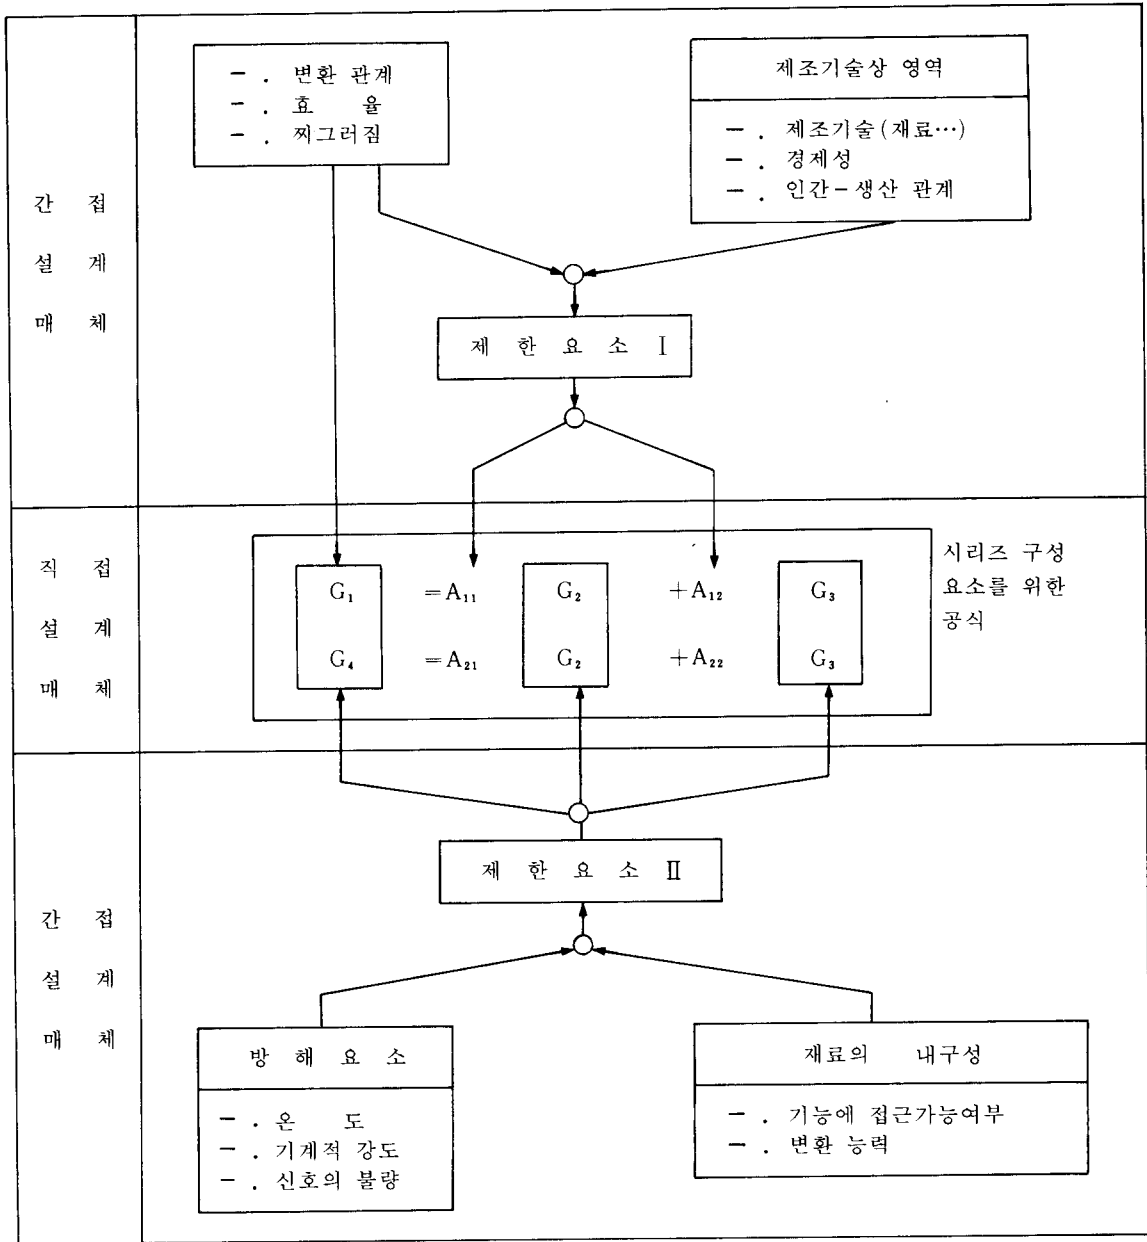 간 접
설 계
매 체
- . 변환 관계
- . 효 율
- . 찌그러짐
제조기술상 영역
- . 제조기술(재료…)
- . 경제성
- . 인간-생산 관계
제 한 요 소 Ⅰ
직 접
설 계
매 체
G₁ =A₁₁ G₂ +A₁₂ G₃
G₄ =A₂₁ G₂ +A₂₂ G₃
시리즈 구성
요소를 위한
공식
간 접
설 계
매 체
제 한 요 소 Ⅱ
방 해 요 소
- . 온 도
- . 기계적 강도
- . 신호의 불량
재료의 내구성
- . 기능에 접근가능여부
- . 변환 능력